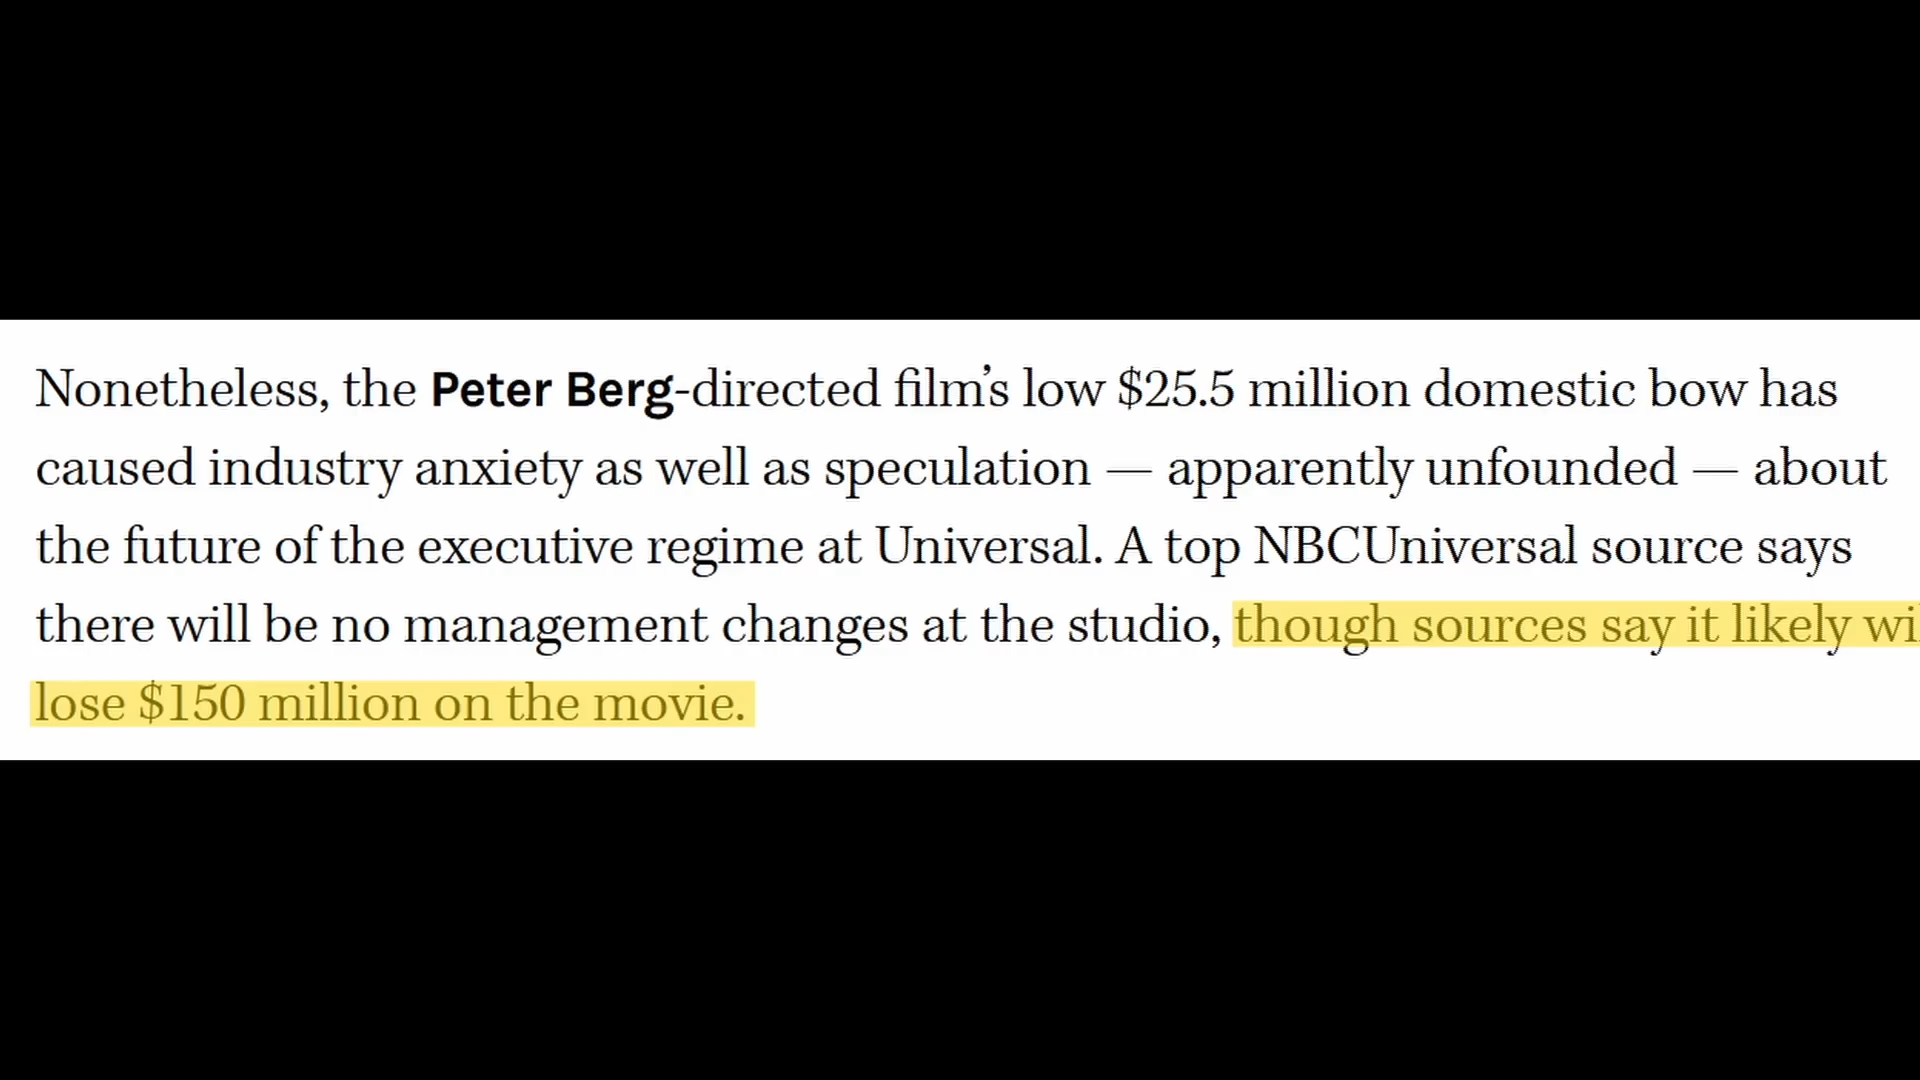 Nonetheless, the Peter Berg-directed film’s low $25.5 million domestic bow has
caused industry anxiety as well as speculation — apparently unfounded — about
the future of the executive regime at Universal. A top NBCUniversal source says
there will be no management changes at the studio, though sources say it likely wi
lose $150 million on the movie.